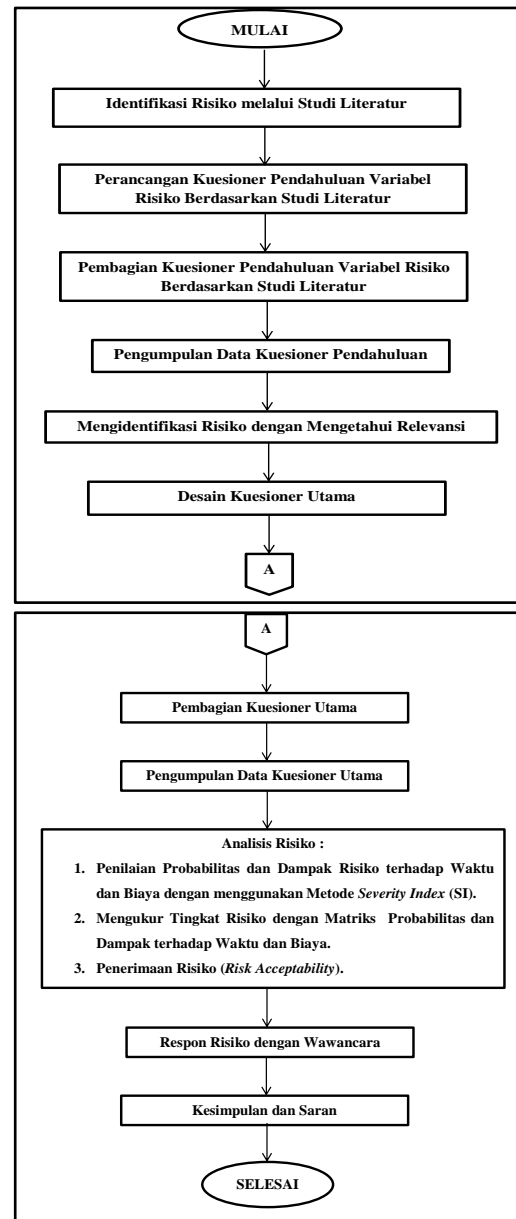 MULAI
Identifikasi Risiko melalui Studi Literatur
Perancangan Kuesioner Pendahuluan Variabel
Risiko Berdasarkan Studi Literatur
Pembagian Kuesioner Pendahuluan Variabel Risiko
Berdasarkan Studi Literatur
Pengumpulan Data Kuesioner Pendahuluan
Mengidentifikasi Risiko dengan Mengetahui Relevansi
Desain Kuesioner Utama
A
A
Pembagian Kuesioner Utama
Pengumpulan Data Kuesioner Utama
Analisis Risiko :
1. Penilaian Probabilitas dan Dampak Risiko terhadap Waktu
dan Biaya dengan menggunakan Metode Severity Index (SI).
2. Mengukur Tingkat Risiko dengan Matriks Probabilitas dan
Dampak terhadap Waktu dan Biaya.
3. Penerimaan Risiko (Risk Acceptability).
Respon Risiko dengan Wawancara
Kesimpulan dan Saran
SELESAI